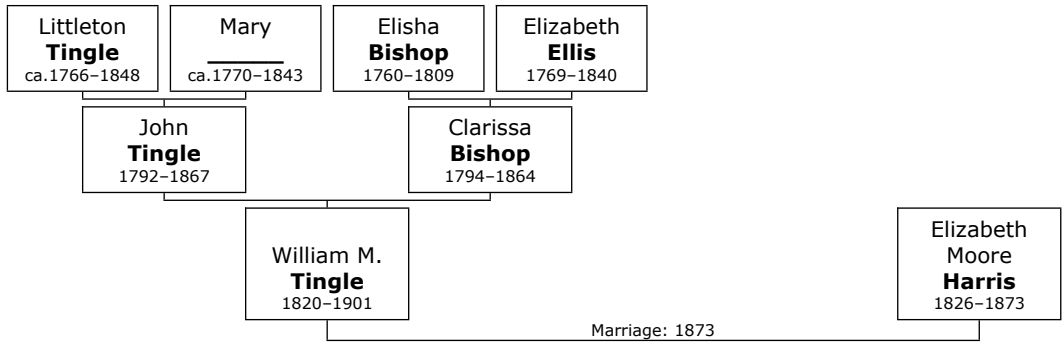 Littleton
Tingle
ca.1766–1848
Mary
______
ca.1770–1843
Elisha
Bishop
1760–1809
Elizabeth
Ellis
1769–1840
John
Tingle
1792–1867
Clarissa
Bishop
1794–1864
William M.
Tingle
1820–1901
Elizabeth
Moore
Harris
1826–1873
Marriage: 1873